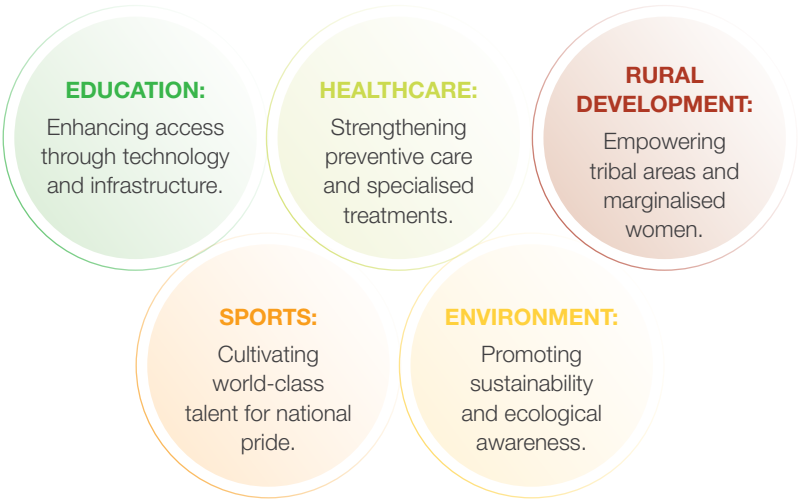 EDUCATION:
Enhancing access
through technology
and infrastructure.
HEALTHCARE:
Strengthening
preventive care
and specialised
treatments.
RURAL
DEVELOPMENT:
Empowering
tribal areas and
marginalised
women.
SPORTS:
Cultivating
world-class
talent for national
pride.
ENVIRONMENT:
Promoting
sustainability
and ecological
awareness.